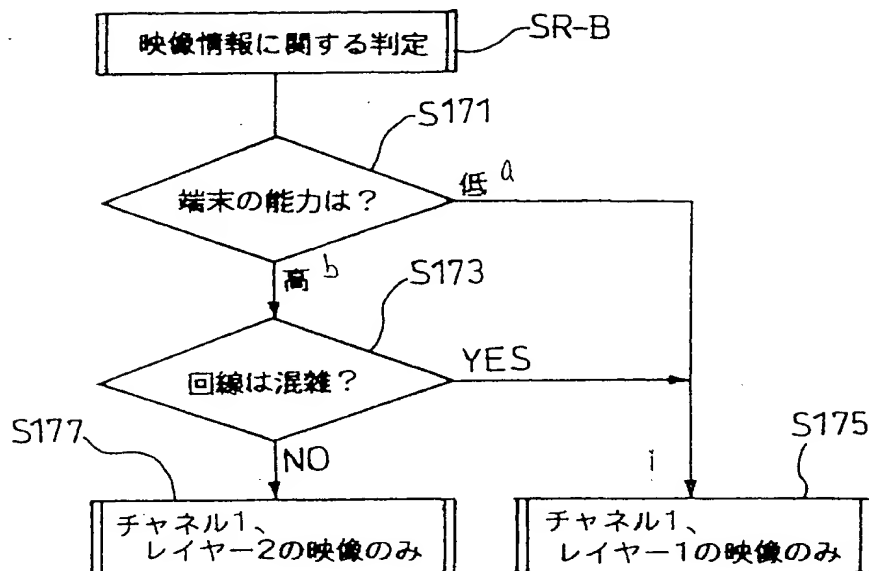 映像情報に関する判定
SR-B
S171
端末の能力は？
低 a
高 b
S173
回線は混雑？
YES
S177
NO
i
S175
チャネル1、
レイヤー2の映像のみ
チャネル1、
レイヤー1の映像のみ